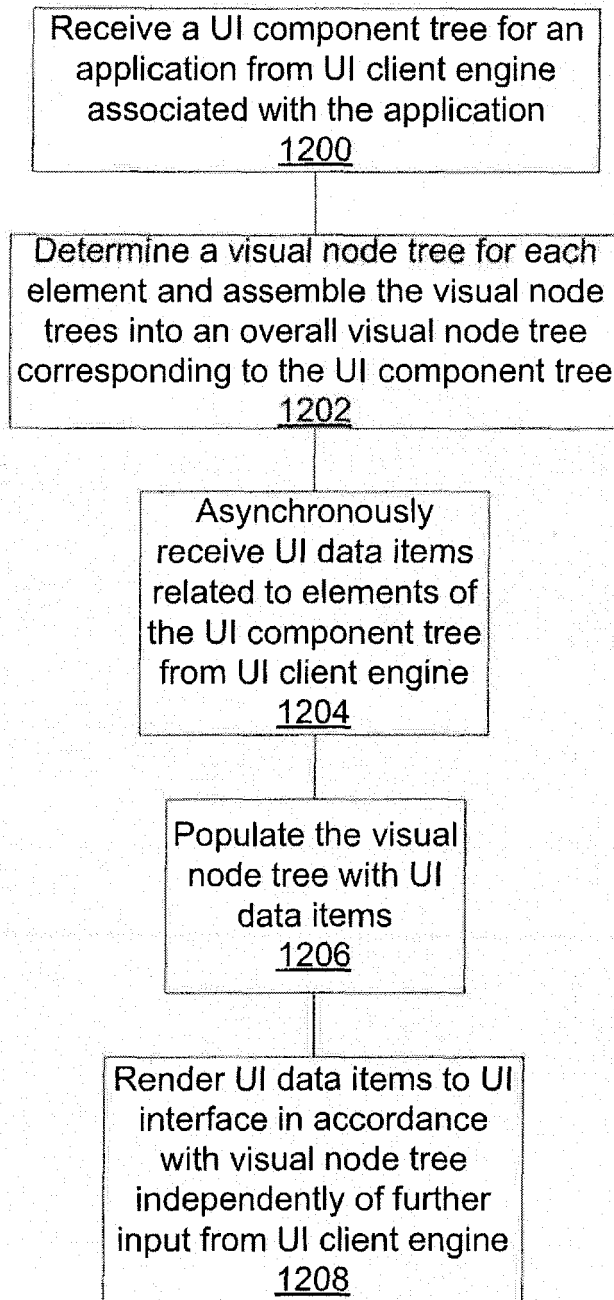 Receive a UI component tree for an
application from UI client engine
associated with the application
1200
Determine a visual node tree for each
element and assemble the visual node
trees into an overall visual node tree
corresponding to the UI component tree
1202
Asynchronously
receive UI data items
related to elements of
the UI component tree
from UI client engine
1204
Populate the visual
node tree with UI
data items
1206
Render UI data items to UI
interface in accordance
with visual node tree
independently of further
input from UI client engine
1208